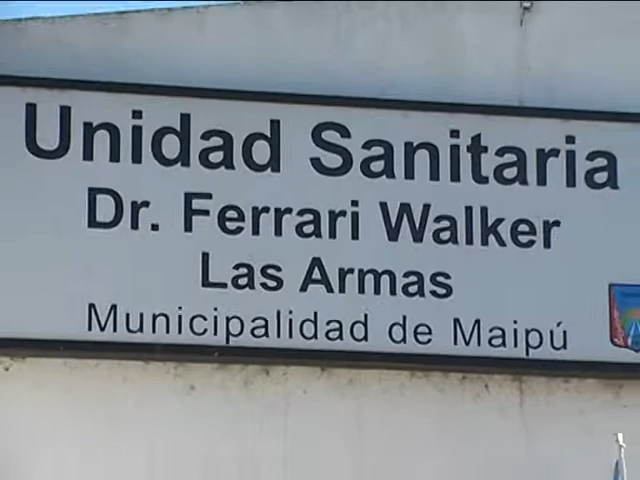 Unidad Sanitaria
Dr. Ferrari Walker
Las Armas
Municipalidad de Maipú